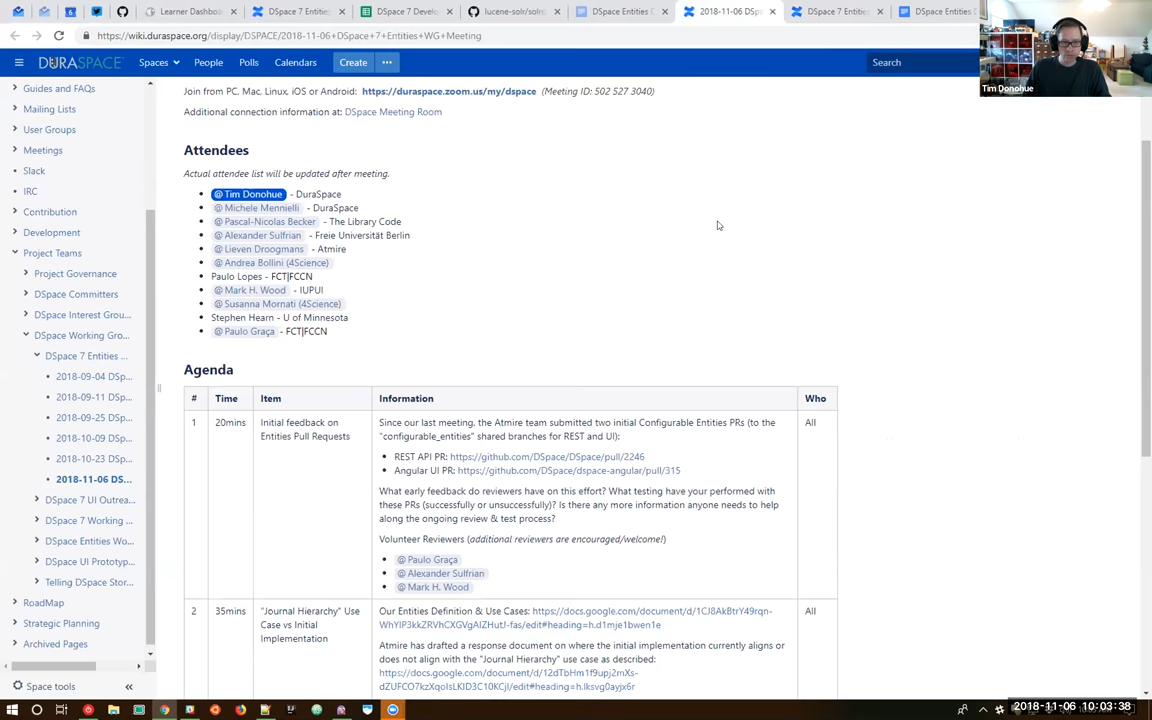 Learner Dashboa
DSpace 7 Entitie
DSpace 7 Develo
lucene-solr/solrc
DSpace Entities D
2018-11-06 DSp
DSpace 7 Entitie
DSpace Entities
https://wiki.duraspace.org/display/DSPACE/2018-11-06+DSpace+7+Entities+WG+Meeting
DURASPACE Spaces People Polls Calendars Create ••• Search
Tim Donohue
Guides and FAQs
Mailing Lists
User Groups
Meetings
Slack
IRC
Contribution
Development
Project Teams
Project Governance
DSpace Committers
DSpace Interest Grou...
DSpace Working Gro...
DSpace 7 Entities ...
2018-09-04 DSp...
2018-09-11 DSp...
2018-09-25 DSp...
2018-10-09 DSp...
2018-10-23 DSp...
2018-11-06 DS...
DSpace 7 UI Outrea...
DSpace 7 Working ...
DSpace Entities Wo...
DSpace UI Prototyp...
Telling DSpace Stor...
RoadMap
Strategic Planning
Archived Pages
Space tools
Join from PC, Mac, Linux, iOS or Android: https://duraspace.zoom.us/my/dspace (Meeting ID: 502 527 3040)
Additional connection information at: DSpace Meeting Room
Attendees
Actual attendee list will be updated after meeting.
@Tim Donohue - DuraSpace
@Michele Mennielli - DuraSpace
@Pascal-Nicolas Becker - The Library Code
@Alexander Sulfrian - Freie Universität Berlin
@Lieven Droogmans - Atmire
@Andrea Bollini (4Science)
Paulo Lopes - FCT|FCCN
@Mark H. Wood - IUPUI
@Susanna Mornati (4Science)
Stephen Hearn - U of Minnesota
@Paulo Graça - FCT|FCCN
Agenda
# Time Item Information Who
1 20mins Initial feedback on Entities Pull Requests
Since our last meeting, the Atmire team submitted two initial Configurable Entities PRs (to the
"configurable_entities" shared branches for REST and UI):
REST API PR: https://github.com/DSpace/DSpace/pull/2246
Angular UI PR: https://github.com/DSpace/dspace-angular/pull/315
What early feedback do reviewers have on this effort? What testing have your performed with
these PRs (successfully or unsuccessfully)? Is there any more information anyone needs to help
along the ongoing review & test process?
Volunteer Reviewers (additional reviewers are encouraged/welcome!)
@Paulo Graça
@Alexander Sulfrian
@Mark H. Wood
All
2 35mins "Journal Hierarchy" Use
Case vs Initial
Implementation
Our Entities Definition & Use Cases: https://docs.google.com/document/d/1CJ8AkBtrY49rqn-
WhYlP3kkZRVhCXGVgAIZHutJ-fas/edit#heading=h.d1mje1bwen1e
Atmire has drafted a response document on where the initial implementation currently aligns or
does not align with the "Journal Hierarchy" use case as described:
https://docs.google.com/document/d/12dTbHm1f9upj2rnXs-
dZUFCO7kzXqoIsLKID3C10KCjI/edit#heading=h.lksvg0ayjx6r
All
2018-11-06 10:03:38